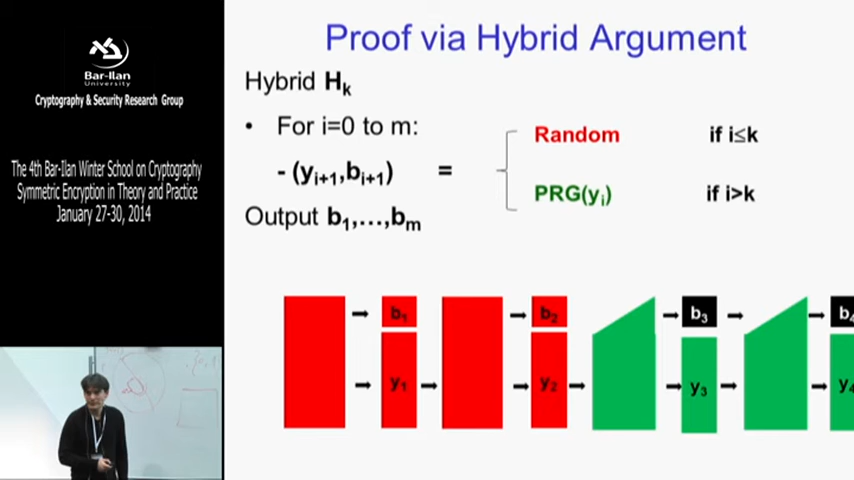 Bar-Ilan
University
Cryptography & Security Research Group
The 4th Bar-Ilan Winter School on Cryptography
Symmetric Encryption in Theory and Practice
January 27-30, 2014
Proof via Hybrid Argument
Hybrid Hk
• For i=0 to m:
- (yi+1,bi+1) =
Random if i≤k
PRG(yi) if i>k
Output b1,…,bm
b1 b2 b3 b4
y1 y2 y3 y4